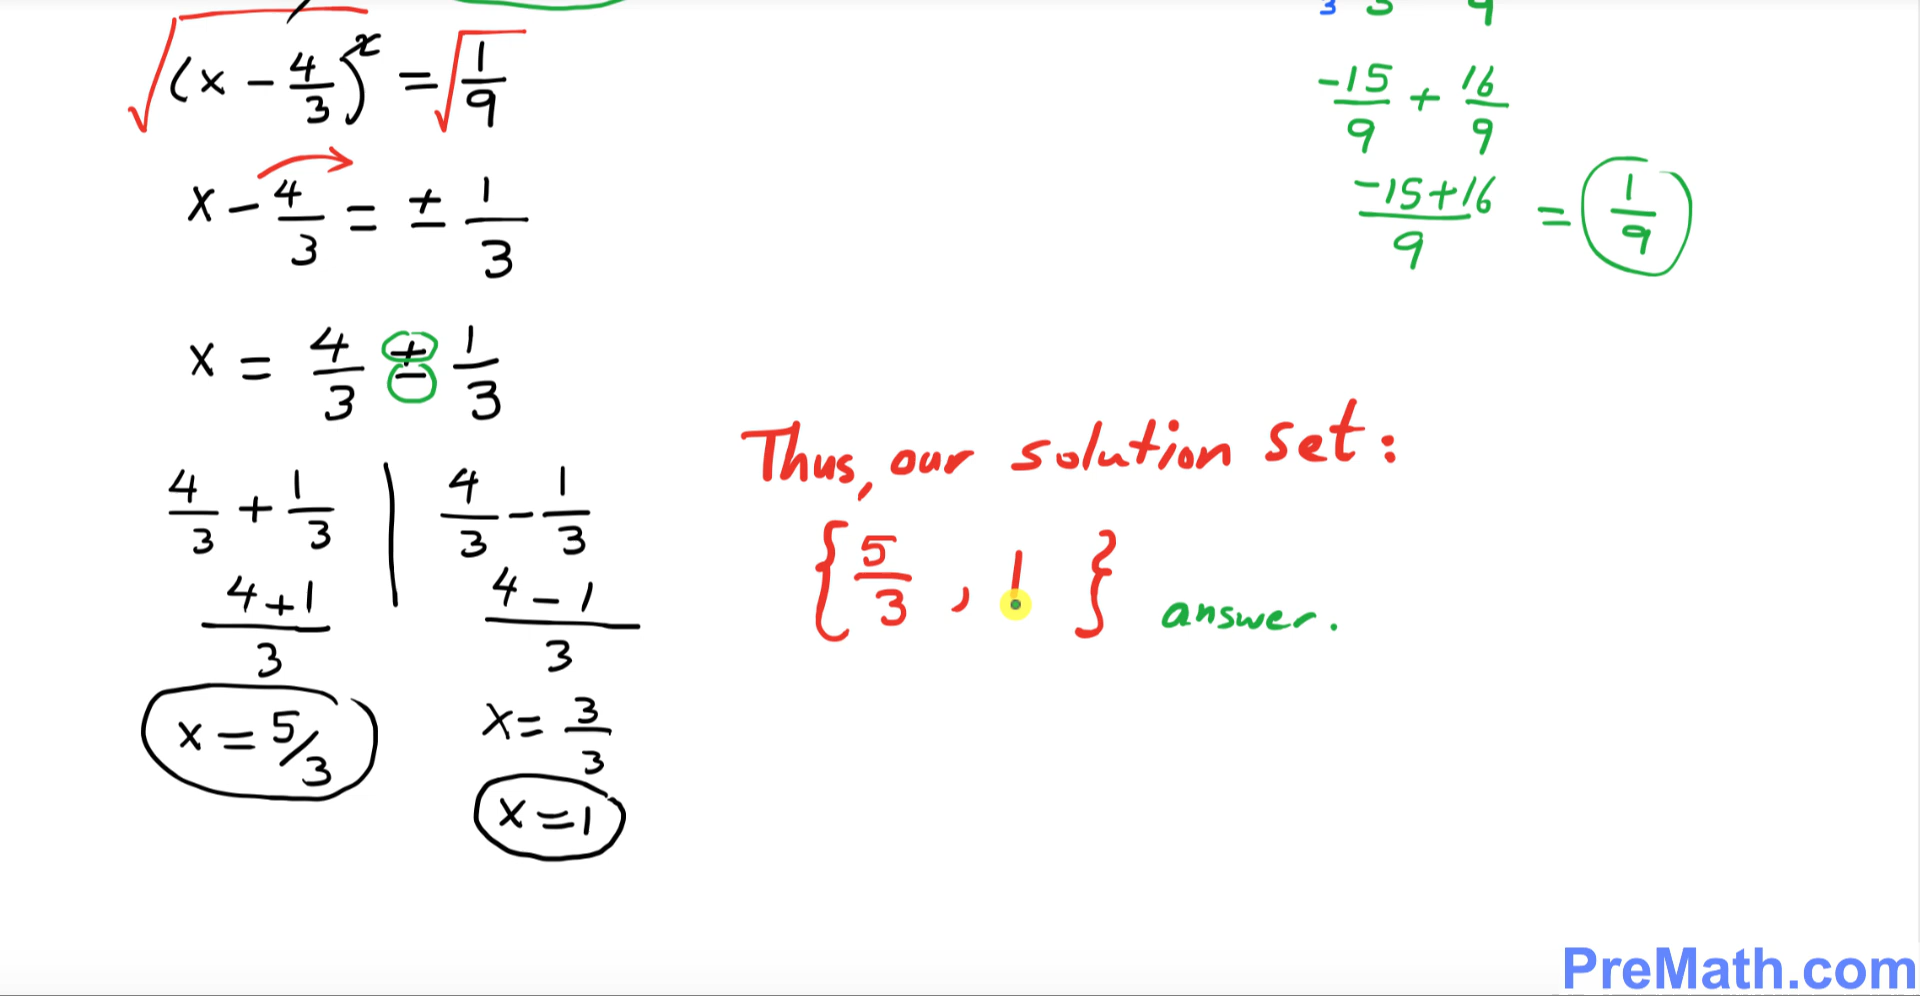 √(x - 4/3)² = √1/9
x - 4/3 = ± 1/3
x = 4/3 ± 1/3
4/3 + 1/3 | 4/3 - 1/3
4+1/3
4-1/3
x = 5/3
x = 3/3
x = 1
-15/9 + 16/9
-15+16/9 = 1/9
Thus, our solution set:
{5/3, 1} answer.
PreMath.com